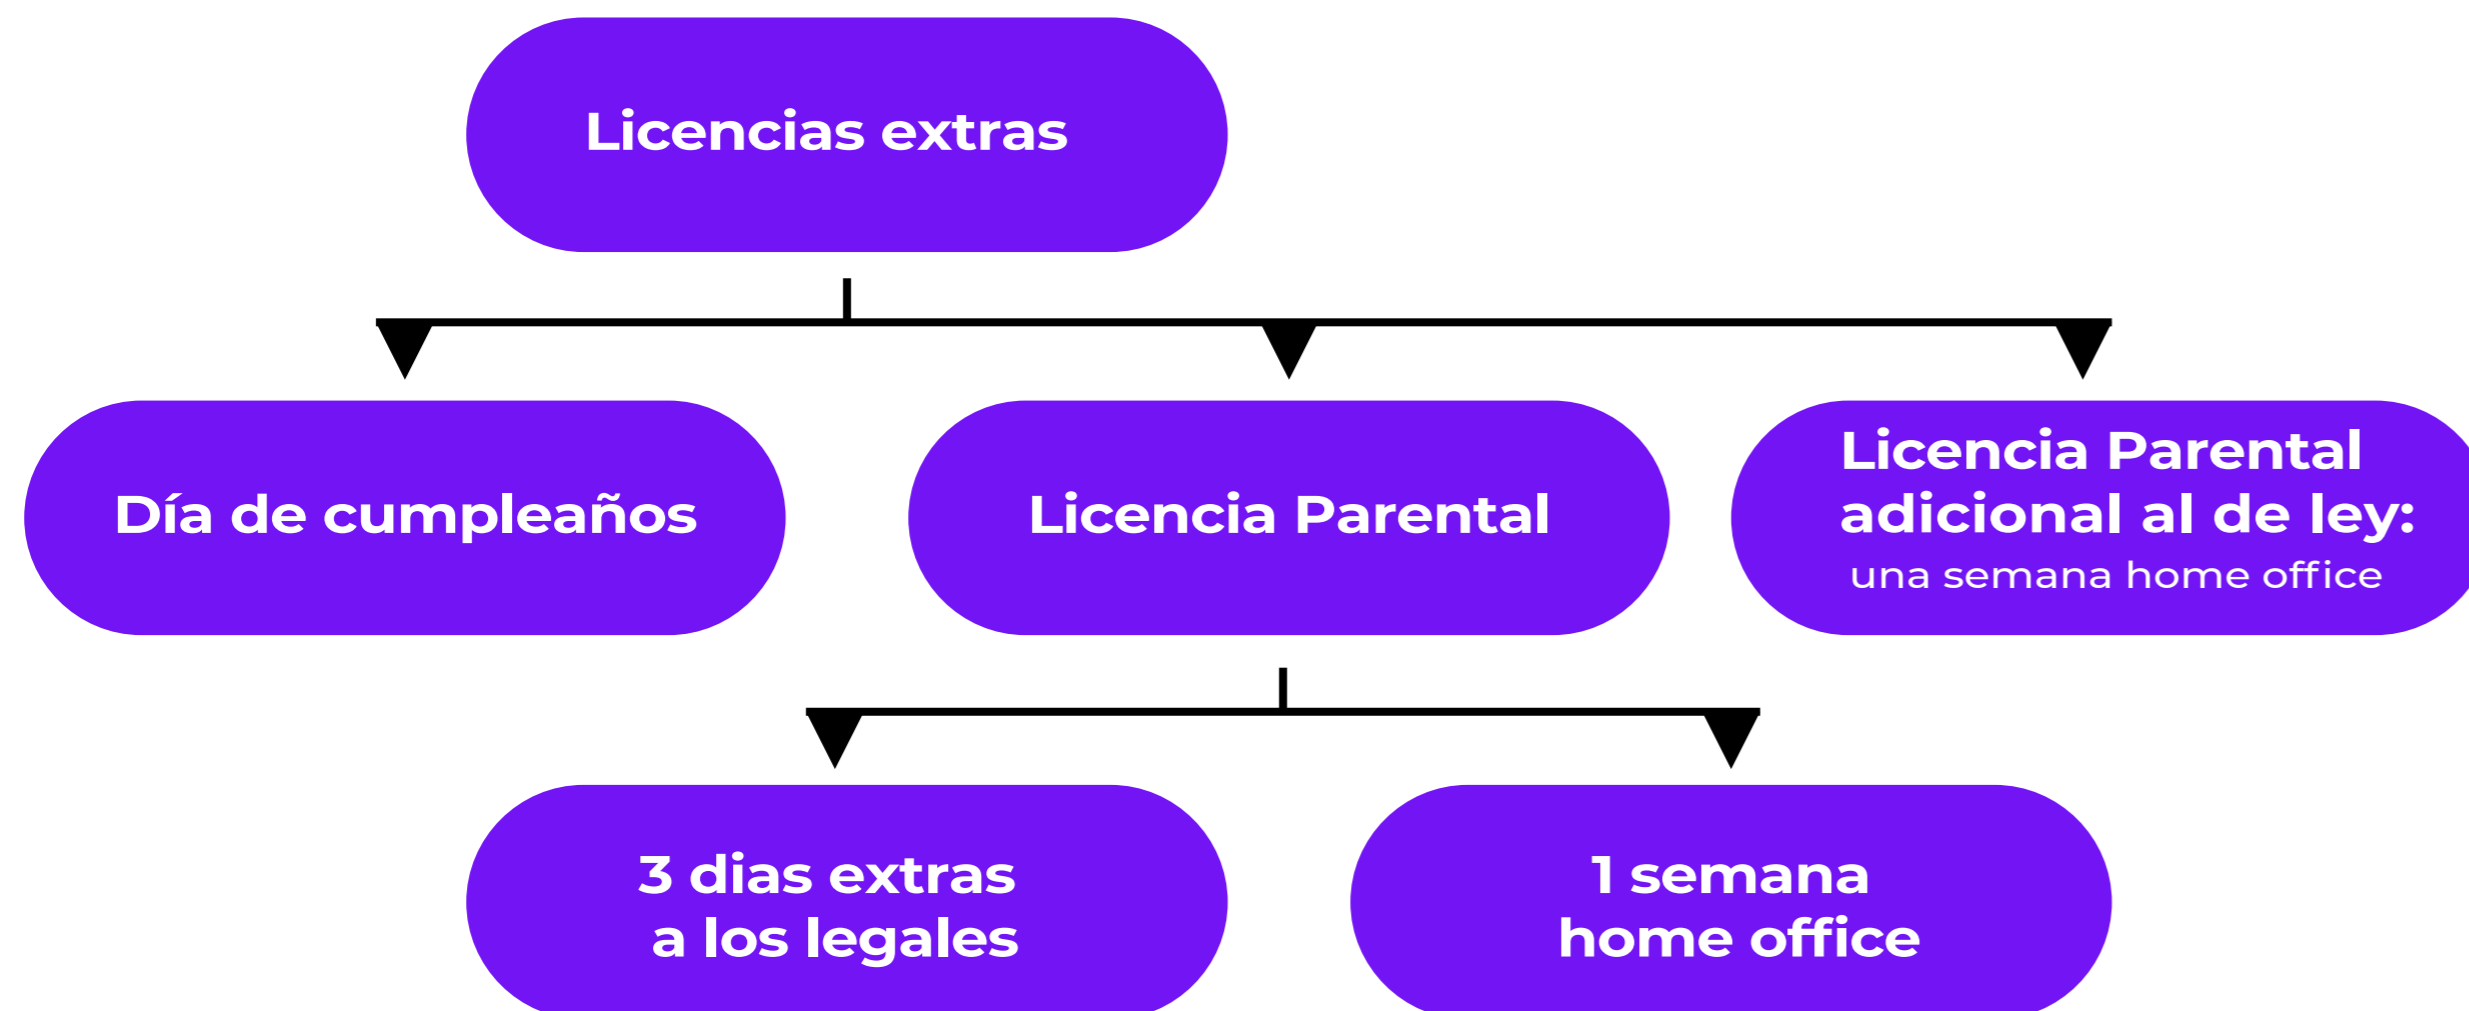 Licencias extras
Día de cumpleaños
Licencia Parental
Licencia Parental
adicional al de ley:
una semana home office
3 dias extras
a los legales
1 semana
home office